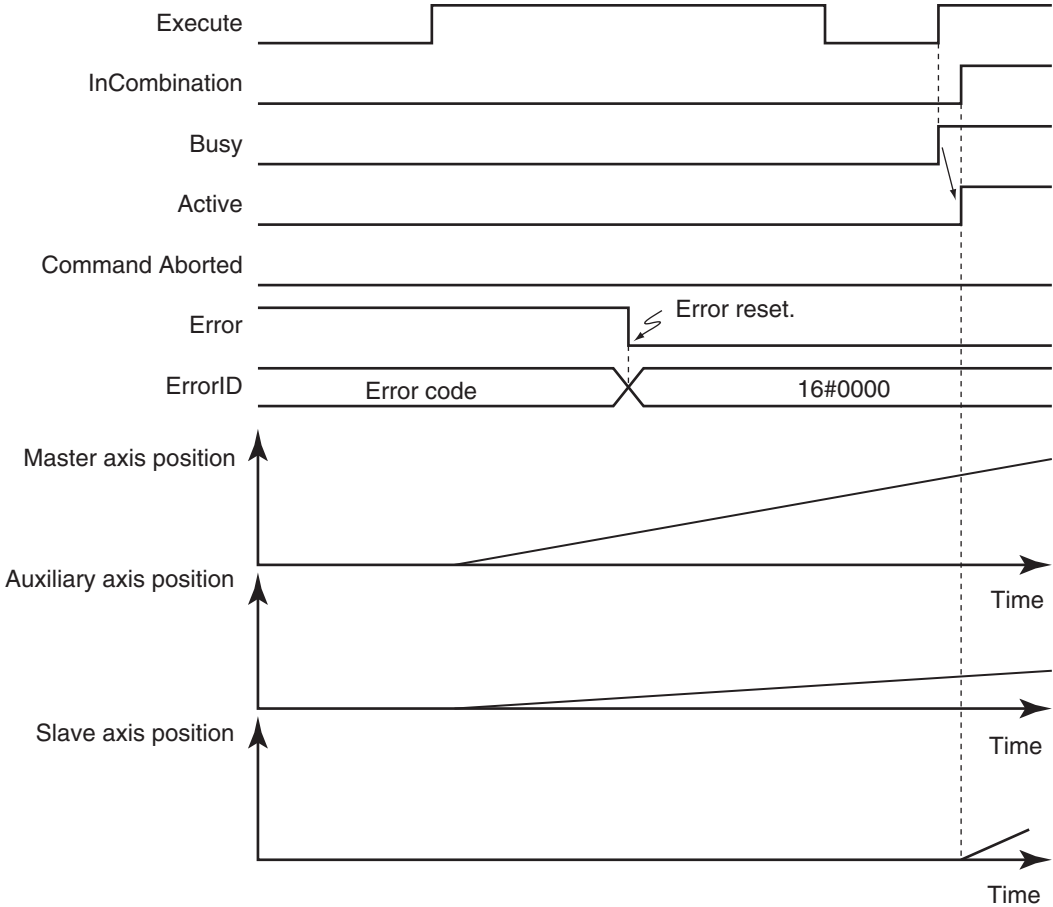 Execute
InCombination
Busy
Active
Command Aborted
Error
Error reset.
ErrorID
Error code
16#0000
Master axis position
Time
Auxiliary axis position
Time
Slave axis position
Time